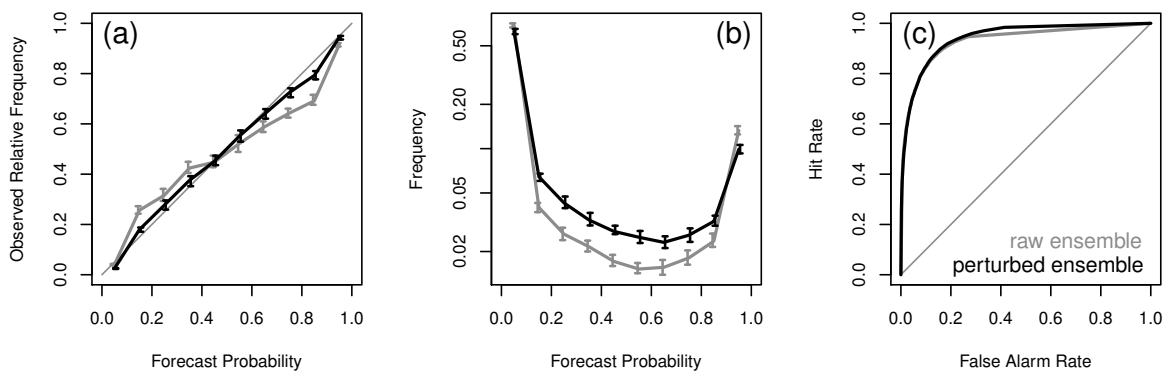 (a)
Observed Relative Frequency
1.0
0.8
0.6
0.4
0.2
0.0
0.0 0.2 0.4 0.6 0.8 1.0
Forecast Probability
(b)
Frequency
0.50
0.20
0.05
0.02
0.0 0.2 0.4 0.6 0.8 1.0
Forecast Probability
(c)
Hit Rate
1.0
0.8
0.6
0.4
0.2
0.0
raw ensemble
perturbed ensemble
0.0 0.2 0.4 0.6 0.8 1.0
False Alarm Rate